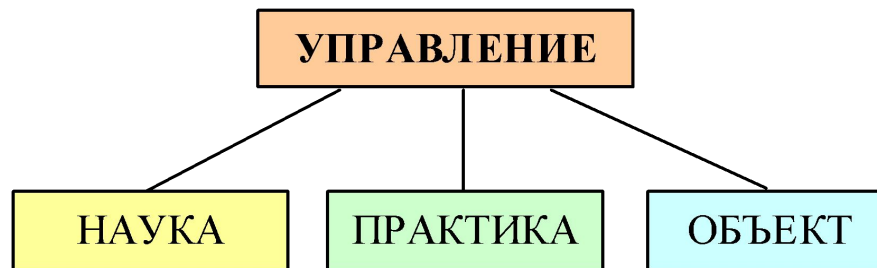 УПРАВЛЕНИЕ
НАУКА ПРАКТИКА ОБЪЕКТ